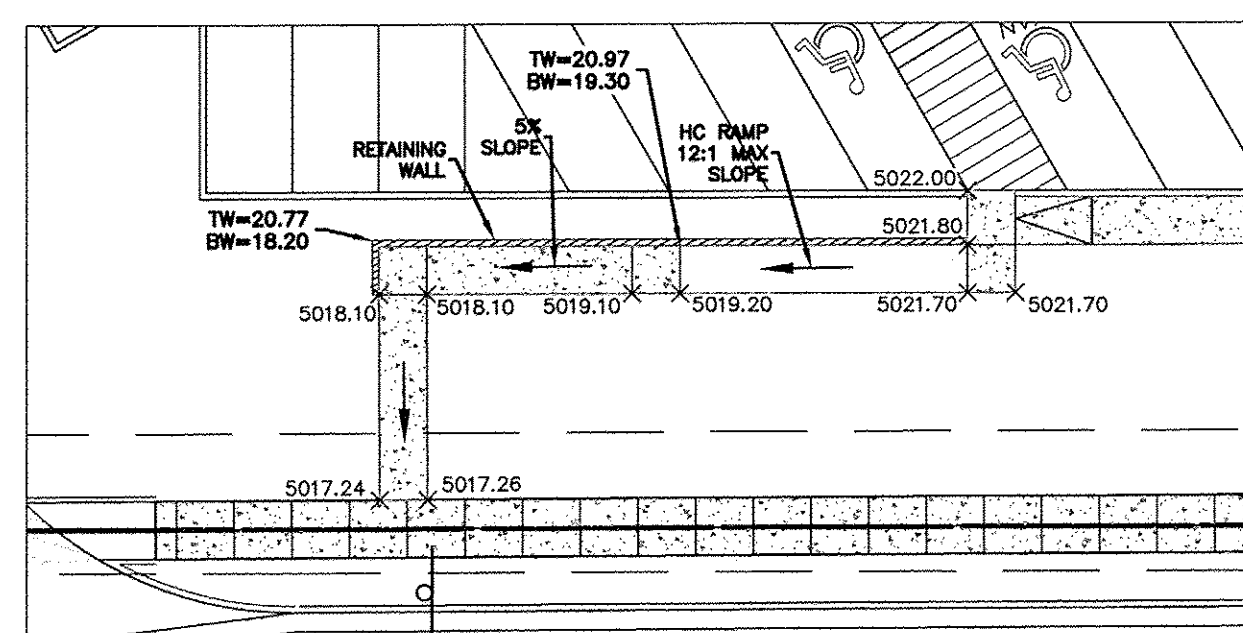 TW=20.97
BW=19.30
5%
SLOPE
HC RAMP
12:1 MAX
SLOPE
RETAINING
WALL
5022.00
TW=20.77
BW=18.20
5021.80
5018.10
5018.10
5019.10
5019.20
5021.70
5021.70
5017.24
5017.26